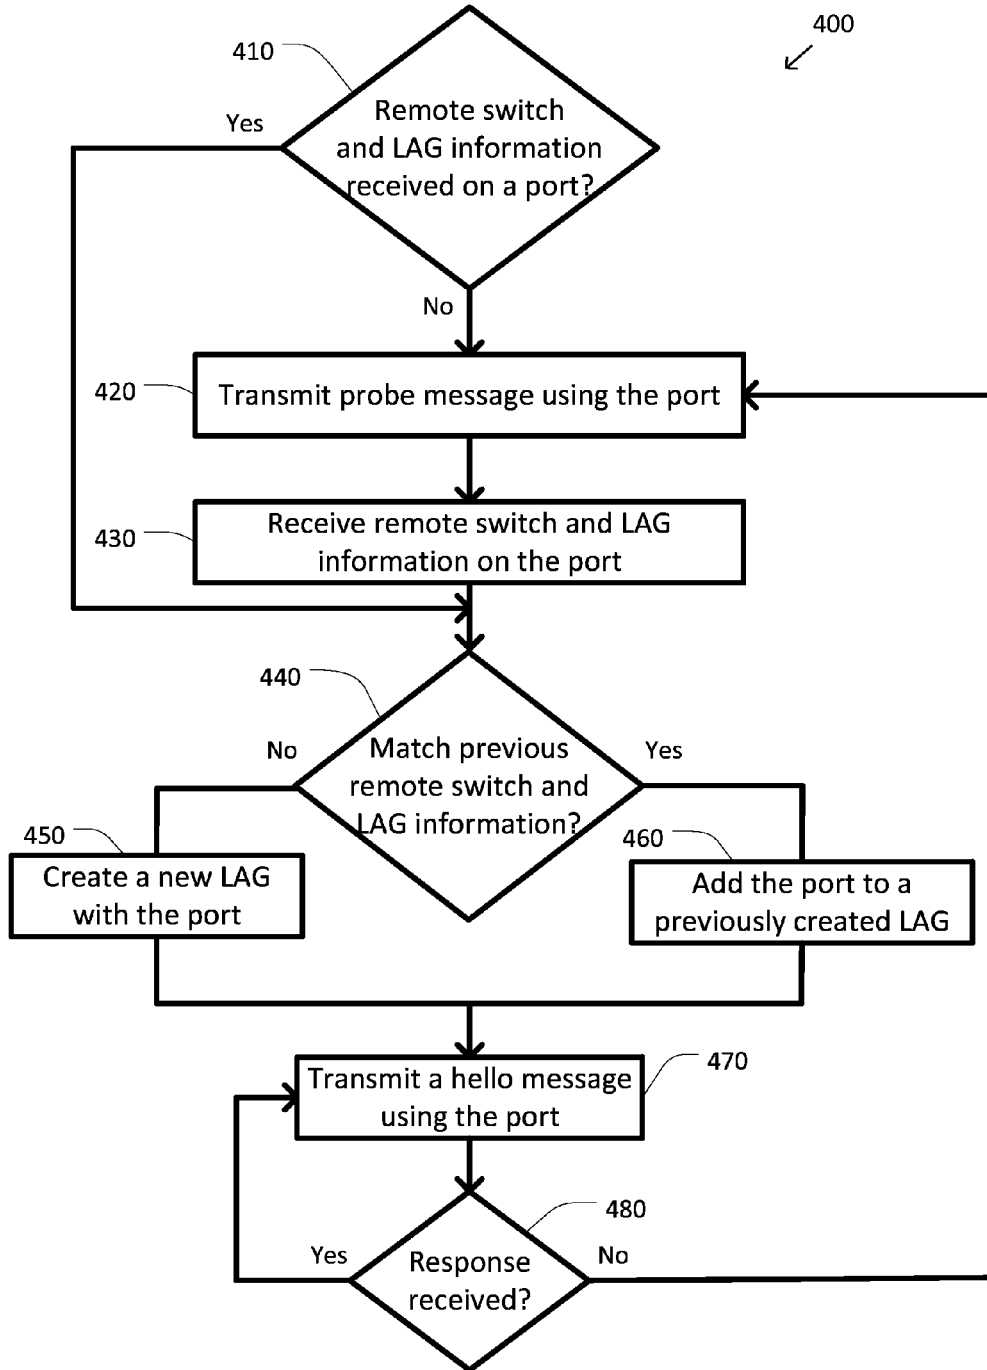 400
410
Remote switch
and LAG information
received on a port?
Yes
No
420
Transmit probe message using the port
430
Receive remote switch and LAG
information on the port
440
Match previous
remote switch and
LAG information?
No
Yes
450
Create a new LAG
with the port
460
Add the port to a
previously created LAG
470
Transmit a hello message
using the port
480
Response
received?
Yes
No